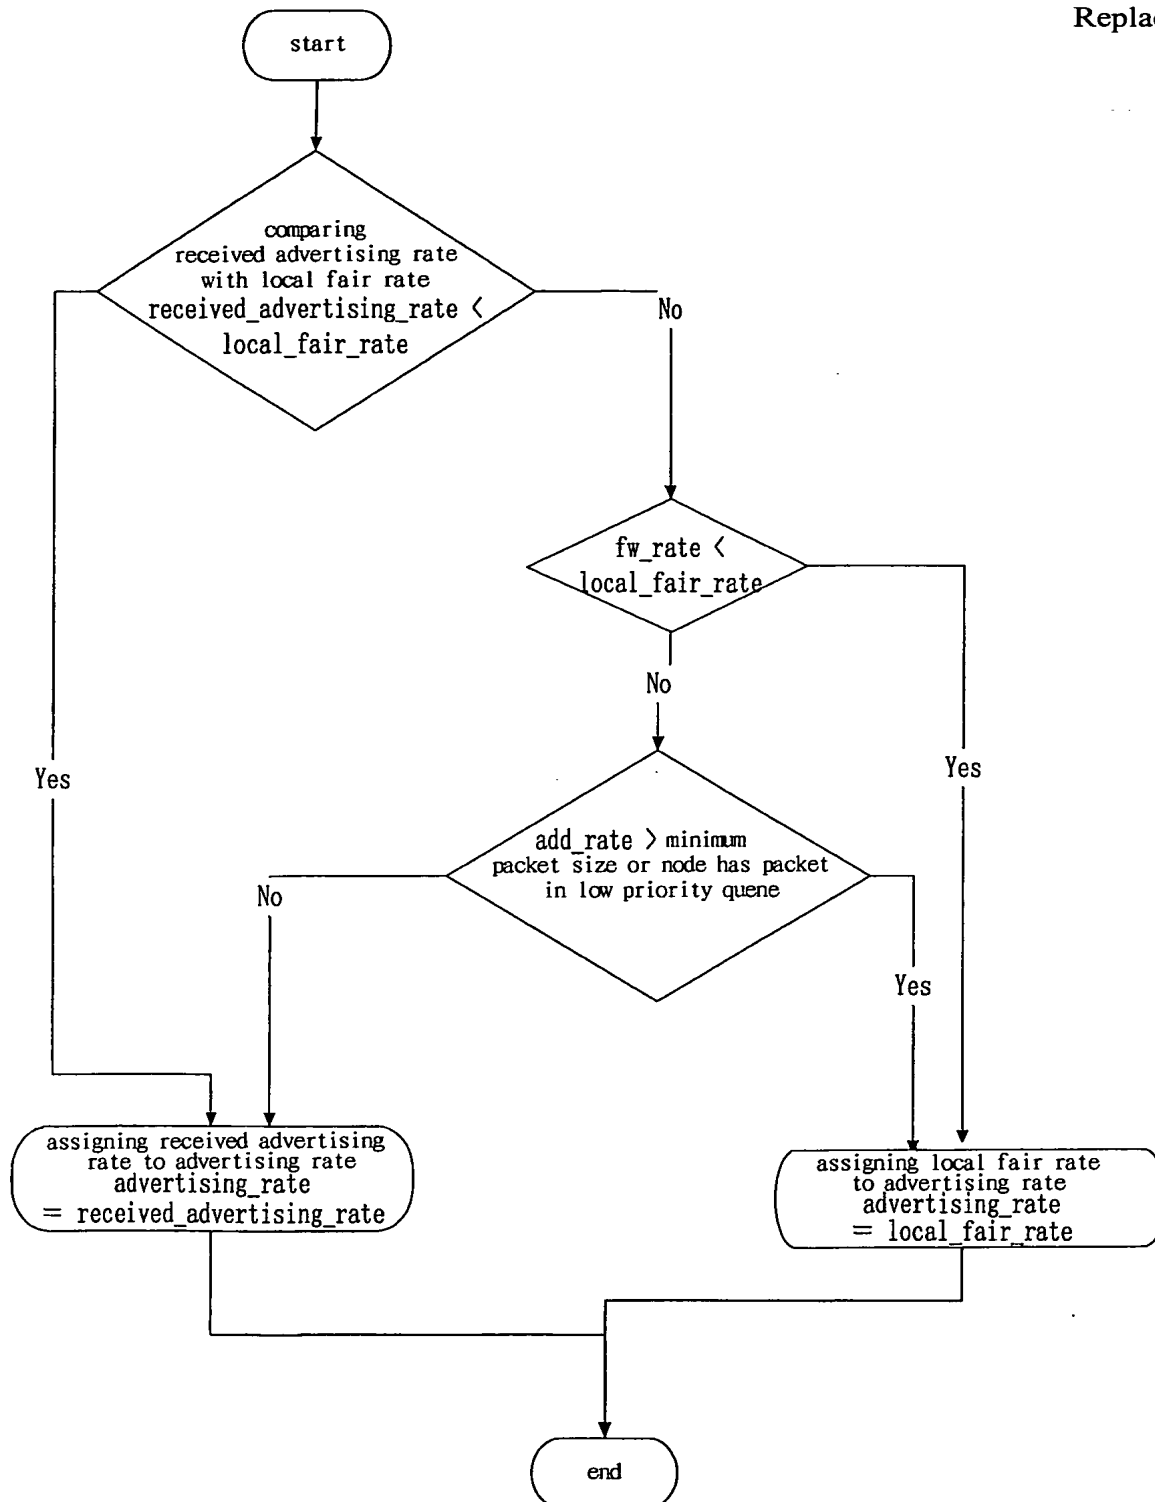 Replac
start
comparing
received advertising rate
with local fair rate
received_advertising_rate <
local_fair_rate
No
fw_rate <
local_fair_rate
No
Yes
Yes
add_rate > minimum
packet size or node has packet
in low priority quene
No
Yes
assigning received advertising
rate to advertising rate
advertising_rate
= received_advertising_rate
assigning local fair rate
to advertising rate
advertising_rate
= local_fair_rate
end